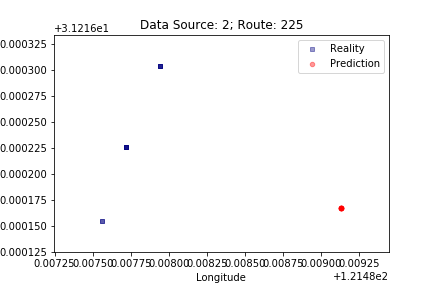 Data Source: 2; Route: 225
+3.1216e1
0.000325
0.000300
0.000275
0.000250
0.000225
0.000200
0.000175
0.000150
0.000125
Reality
Prediction
0.00725 0.00750 0.00775 0.00800 0.00825 0.00850 0.00875 0.00900 0.00925
Longitude
+1.2148e2